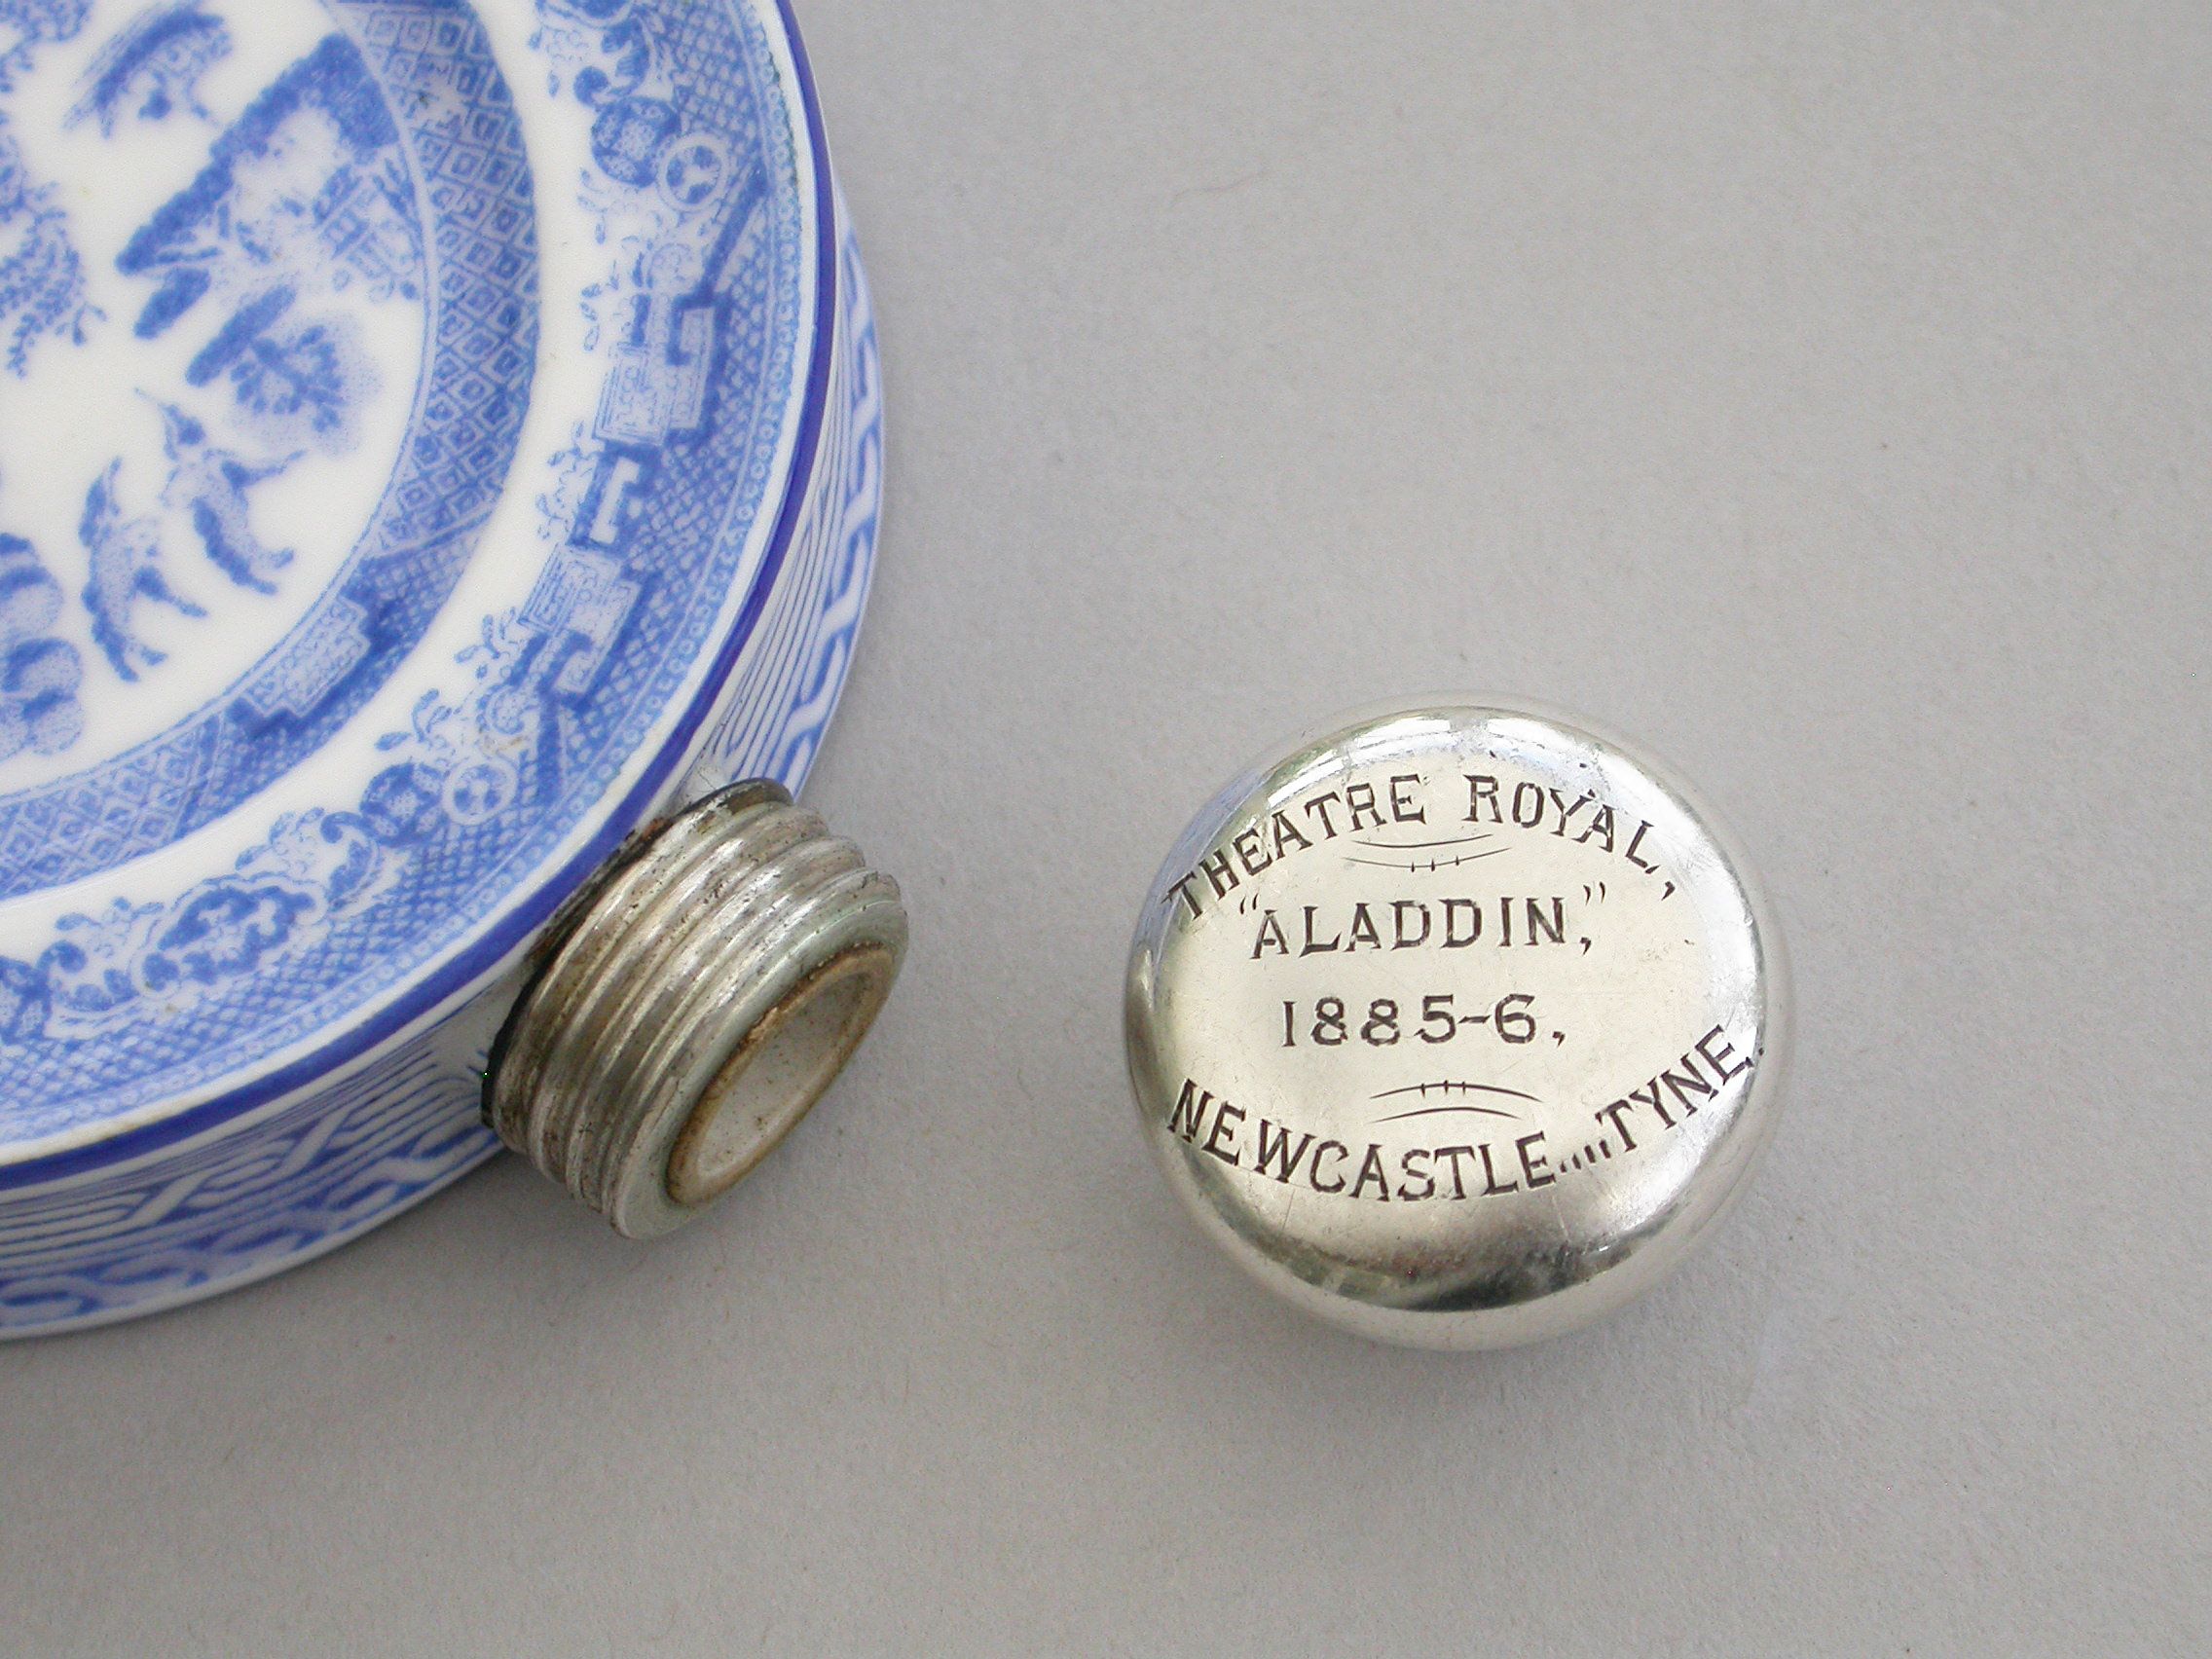 THEATRE ROYAL,
"ALADDIN,"
1885-6,
NEWCASTLE....TYNE.